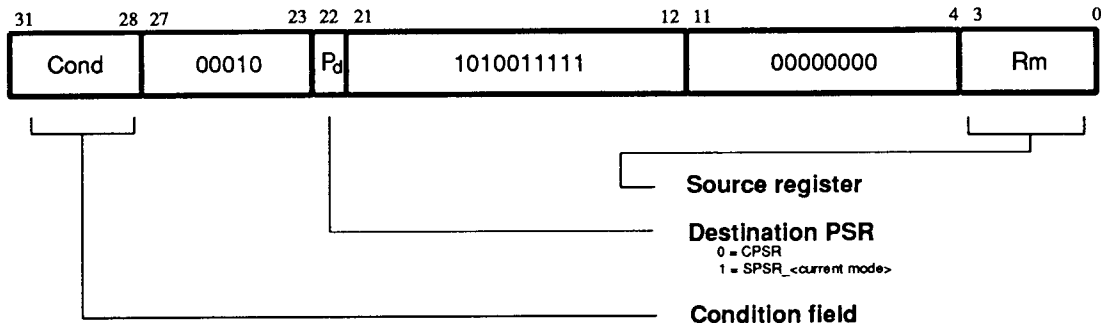 31 28 27 23 22 21 12 11 4 3 0
Cond 00010 Pd 1010011111 00000000 Rm
Source register
Destination PSR
0 = CPSR
1 = SPSR_<current mode>
Condition field